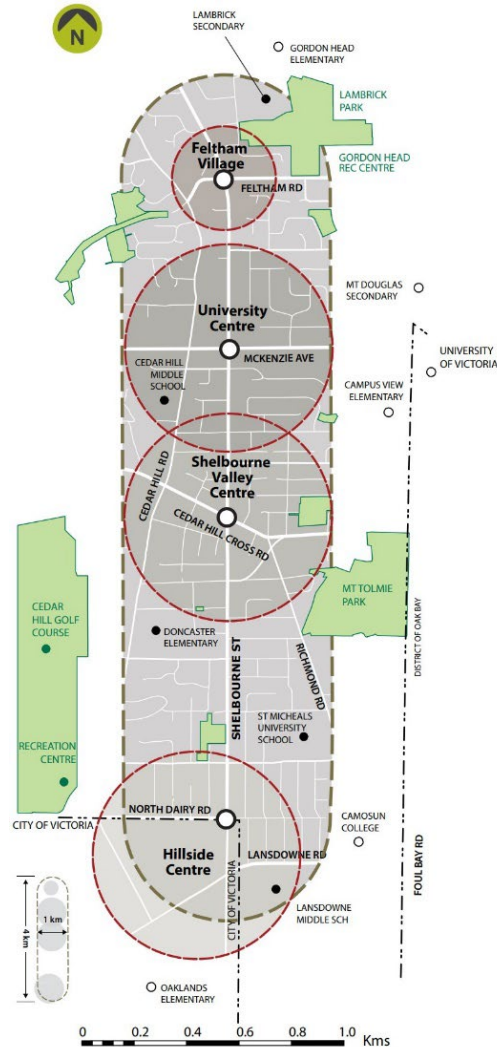 N
LAMBRICK
SECONDARY
GORDON HEAD
ELEMENTARY
LAMBRICK
PARK
Feltham
Village
GORDON HEAD
REC CENTRE
FELTHAM RD
MT DOUGLAS
SECONDARY
University
Centre
MCKENZIE AVE
UNIVERSITY
OF VICTORIA
CEDAR HILL
MIDDLE
SCHOOL
CAMPUS VIEW
ELEMENTARY
Shelbourne
Valley
Centre
CEDAR HILL RD
CEDAR HILL CROSS RD
MT TOLMIE
PARK
CEDAR
HILL GOLF
COURSE
DONCASTER
ELEMENTARY
SHELBOURNE ST
RICHMOND RD
DISTRICT OF OAK BAY
ST MICHEALS
UNIVERSITY
SCHOOL
RECREATION
CENTRE
NORTH DAIRY RD
CITY OF VICTORIA
CAMOSUN
COLLEGE
Hillside
Centre
LANSDOWNE RD
FOUL BAY RD
CITY OF VICTORIA
LANSDOWNE
MIDDLE SCH
1 km
4 km
OAKLANDS
ELEMENTARY
0 0.2 0.4 0.6 0.8 1.0 Kms